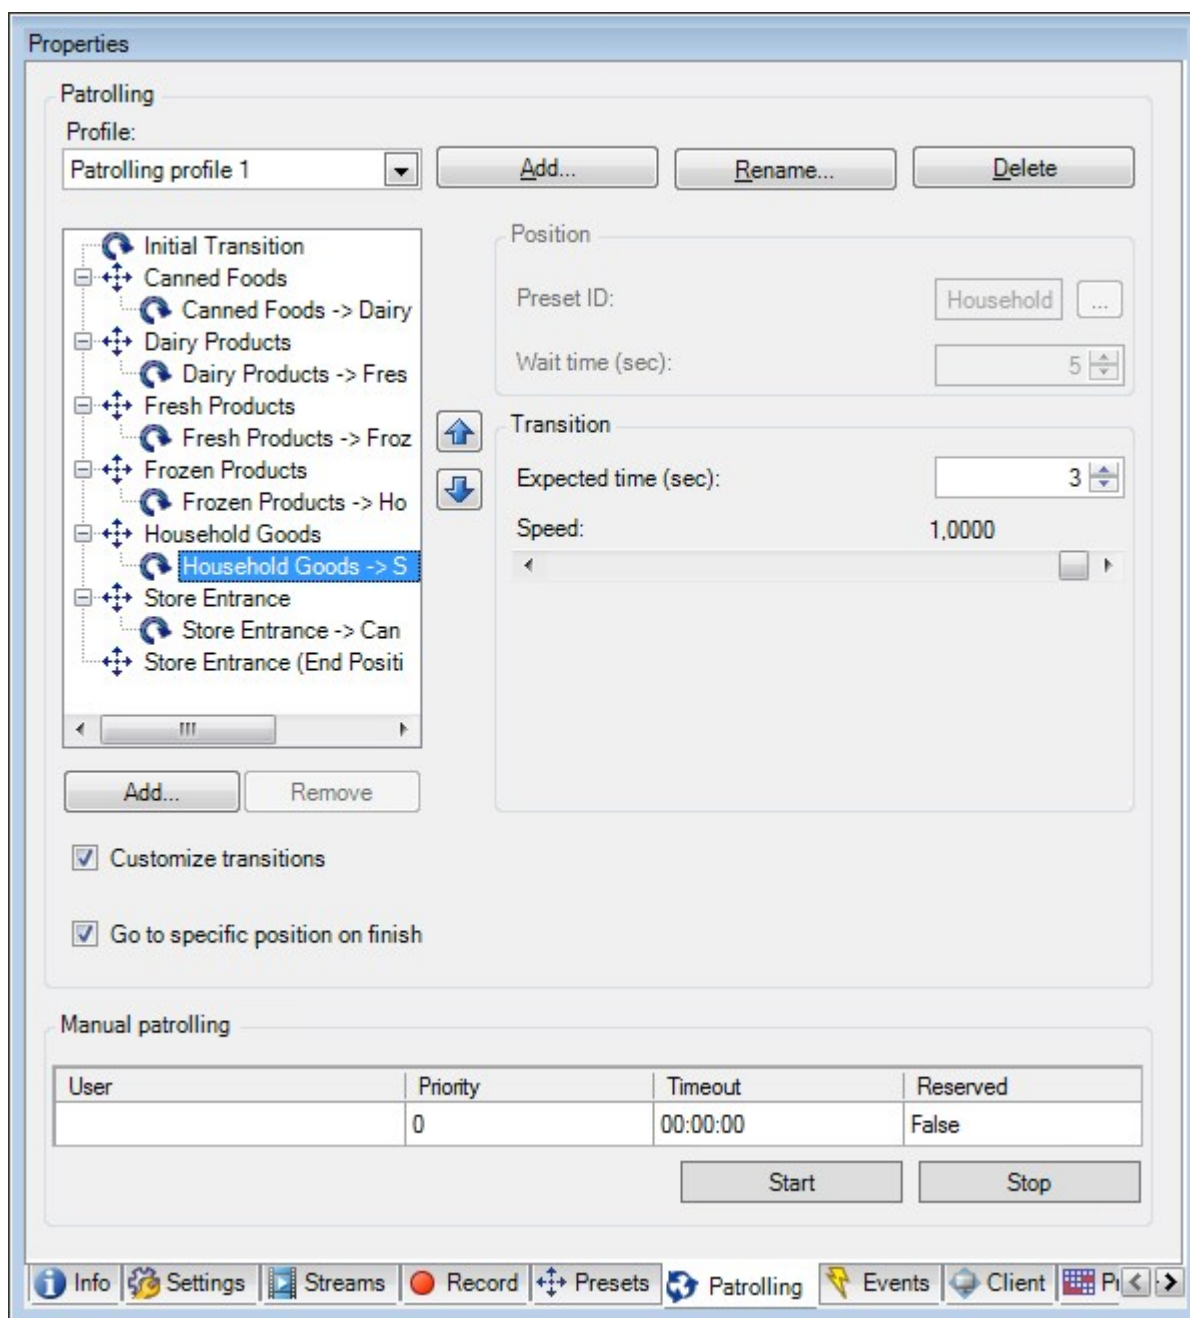 Properties
Patrolling
Profile:
Patrolling profile 1
Add...
Rename...
Delete
Initial Transition
Canned Foods
Canned Foods -> Dairy
Dairy Products
Dairy Products -> Fres
Fresh Products
Fresh Products -> Froz
Frozen Products
Frozen Products -> Ho
Household Goods
Household Goods -> S
Store Entrance
Store Entrance -> Can
Store Entrance (End Positi
Add...
Remove
Position
Preset ID:
Household
...
Wait time (sec):
5
Transition
Expected time (sec):
3
Speed:
1,0000
Customize transitions
Go to specific position on finish
Manual patrolling
User Priority Timeout Reserved
0 00:00:00 False
Start
Stop
Info Settings Streams Record Presets Patrolling Events Client